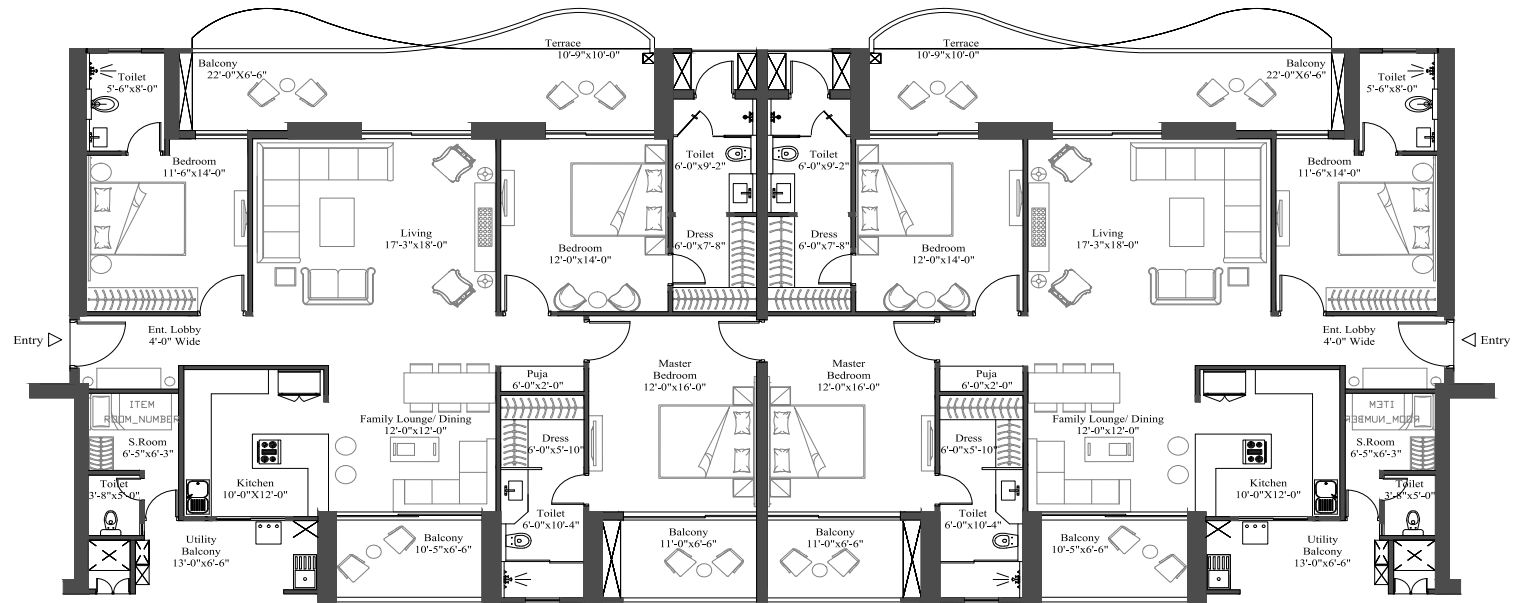 Terrace
10'-9"x10'-0"
Balcony
22'-0"X6'-6"
Toilet
5'-6"x8'-0"
Bedroom
11'-6"x14'-0"
Living
17'-3"x18'-0"
Bedroom
12'-0"x14'-0"
Toilet
6'-0"x9'-2"
Dress
6'-0"x7'-8"
Entry
Ent. Lobby
4'-0" Wide
Puja
6'-0"x2'-0"
Master
Bedroom
12'-0"x16'-0"
ITEM
ROOM_NUMBER
S.Room
6'-5"x6'-3"
Family Lounge/ Dining
12'-0"x12'-0"
Dress
6'-0"x5'-10"
Toilet
3'-8"x5'-0"
Kitchen
10'-0"X12'-0"
Toilet
6'-0"x10'-4"
Utility
Balcony
13'-0"x6'-6"
Balcony
10'-5"x6'-6"
Balcony
11'-0"x6'-6"
Terrace
10'-9"x10'-0"
Balcony
22'-0"X6'-6"
Toilet
5'-6"x8'-0"
Toilet
6'-0"x9'-2"
Dress
6'-0"x7'-8"
Bedroom
12'-0"x14'-0"
Living
17'-3"x18'-0"
Bedroom
11'-6"x14'-0"
Ent. Lobby
4'-0" Wide
Entry
Master
Bedroom
12'-0"x16'-0"
Puja
6'-0"x2'-0"
Family Lounge/ Dining
12'-0"x12'-0"
ITEM
ROOM_NUMBER
S.Room
6'-5"x6'-3"
Dress
6'-0"x5'-10"
Kitchen
10'-0"X12'-0"
Toilet
3'-8"x5'-0"
Toilet
6'-0"x10'-4"
Balcony
11'-0"x6'-6"
Balcony
10'-5"x6'-6"
Utility
Balcony
13'-0"x6'-6"